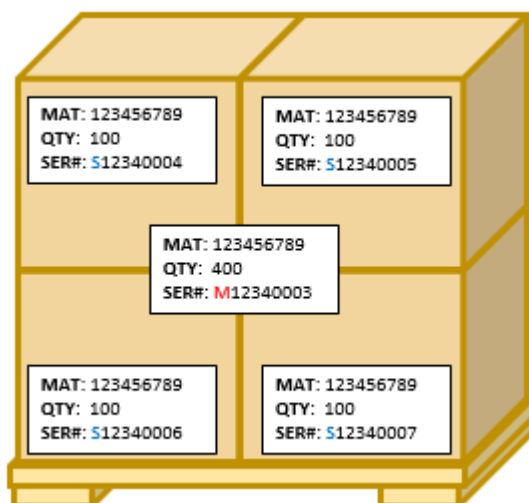 MAT: 123456789
QTY: 100
SER#: S12340004
MAT: 123456789
QTY: 100
SER#: S12340005
MAT: 123456789
QTY: 400
SER#: M12340003
MAT: 123456789
QTY: 100
SER#: S12340006
MAT: 123456789
QTY: 100
SER#: S12340007